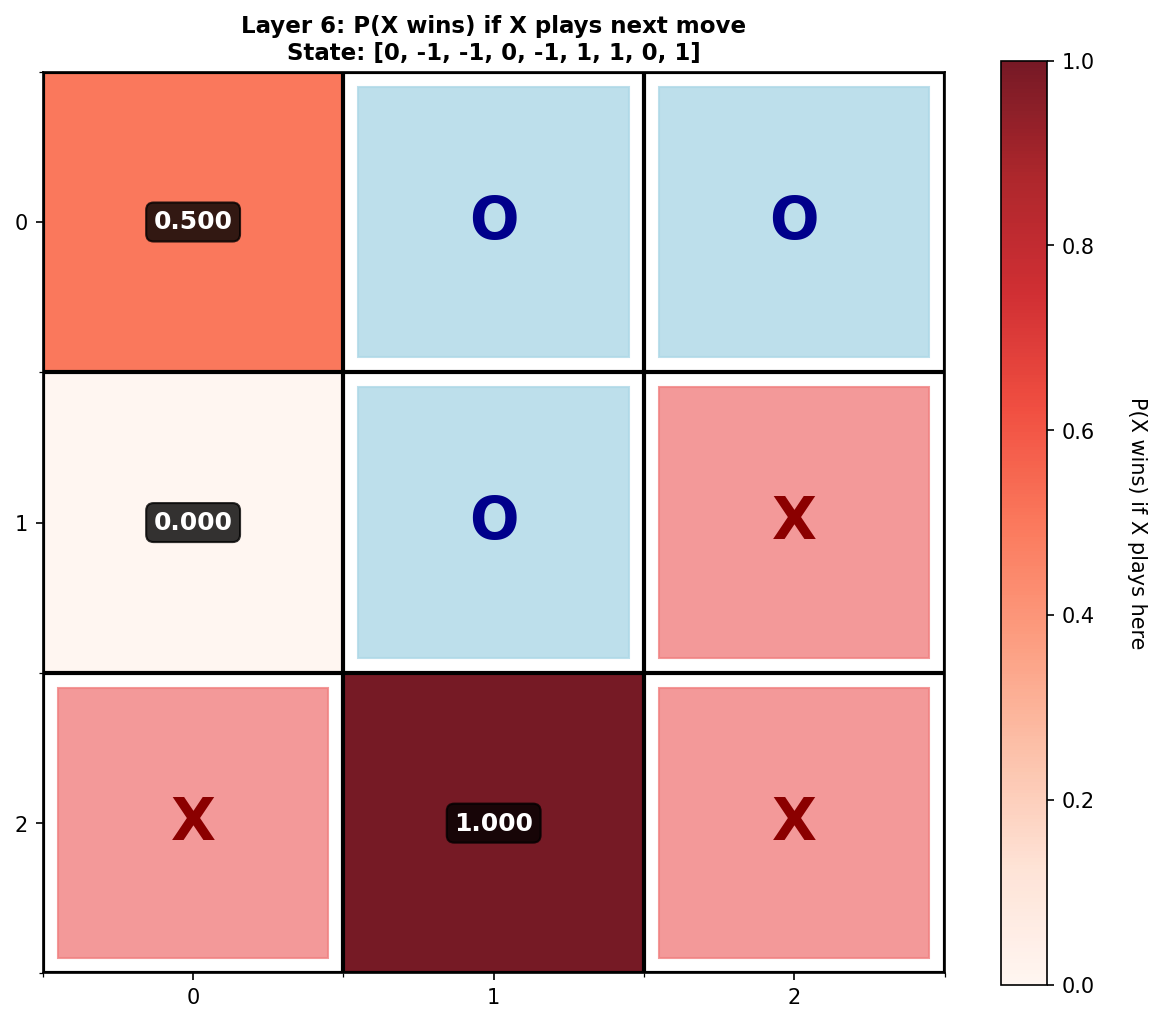 Layer 6: P(X wins) if X plays next move
State: [0, -1, -1, 0, -1, 1, 1, 0, 1]
0
0.500
O
O
1
0.000
O
X
2
X
1.000
X
0
1
2
1.0
0.8
0.6
0.4
0.2
0.0
P(X wins) if X plays here